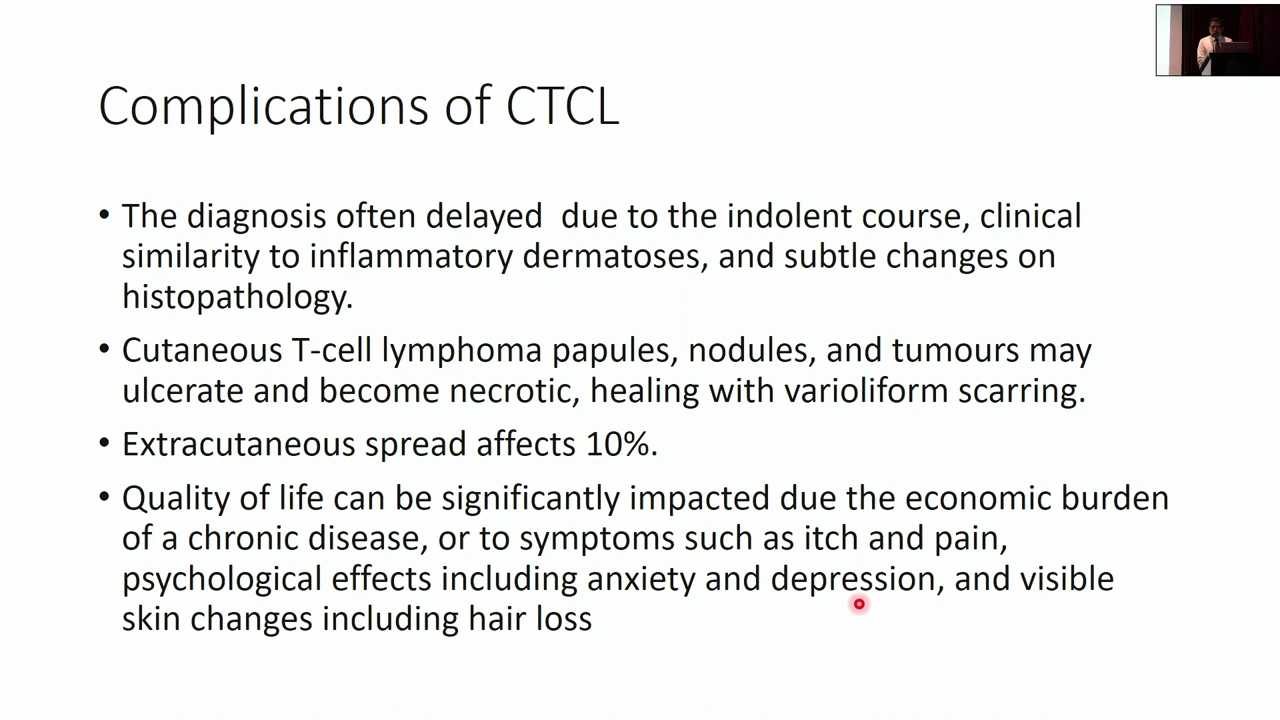 Complications of CTCL
• The diagnosis often delayed  due to the indolent course, clinical
similarity to inflammatory dermatoses, and subtle changes on
histopathology.
• Cutaneous T-cell lymphoma papules, nodules, and tumours may
ulcerate and become necrotic, healing with varioliform scarring.
• Extracutaneous spread affects 10%.
• Quality of life can be significantly impacted due the economic burden
of a chronic disease, or to symptoms such as itch and pain,
psychological effects including anxiety and depression, and visible
skin changes including hair loss